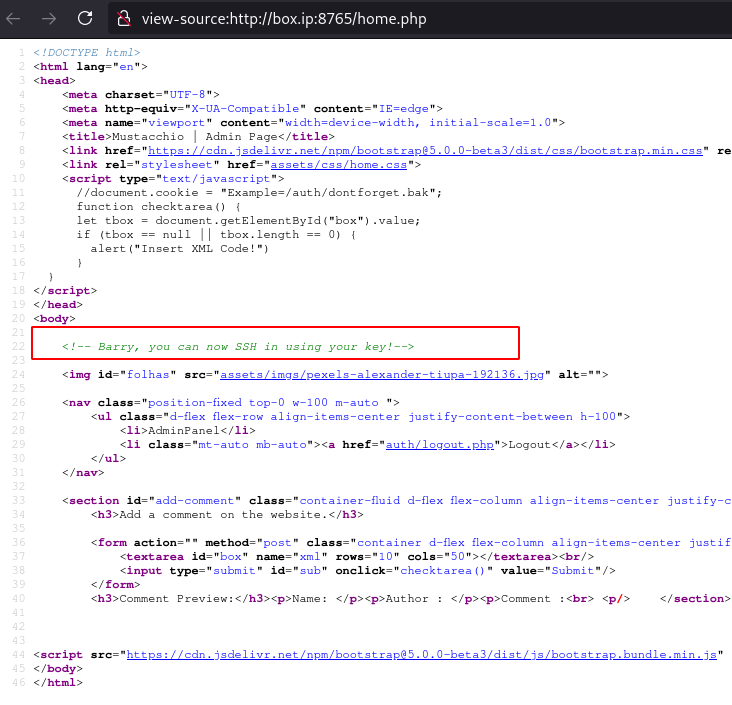 view-source:http://box.ip:8765/home.php
1 <!DOCTYPE html>
2 <html lang="en">
3 <head>
4 <meta charset="UTF-8">
5 <meta http-equiv="X-UA-Compatible" content="IE=edge">
6 <meta name="viewport" content="width=device-width, initial-scale=1.0">
7 <title>Mustacchio | Admin Page</title>
8 <link href="https://cdn.jsdelivr.net/npm/bootstrap@5.0.0-beta3/dist/css/bootstrap.min.css" re
9 <link rel="stylesheet" href="assets/css/home.css">
10 <script type="text/javascript">
11 //document.cookie = "Example=/auth/dontforget.bak";
12 function checktarea() {
13 let tbox = document.getElementById("box").value;
14 if (tbox == null || tbox.length == 0) {
15 alert("Insert XML Code!")
16 }
17 }
18 </script>
19 </head>
20 <body>
21
22 <!-- Barry, you can now SSH in using your key!-->
23
24 <img id="folhas" src="assets/imgs/pexels-alexander-tiupa-192136.jpg" alt="">
25
26 <nav class="position-fixed top-0 w-100 m-auto ">
27 <ul class="d-flex flex-row align-items-center justify-content-between h-100">
28 <li>AdminPanel</li>
29 <li class="mt-auto mb-auto"><a href="auth/logout.php">Logout</a></li>
30 </ul>
31 </nav>
32
33 <section id="add-comment" class="container-fluid d-flex flex-column align-items-center justify-c
34 <h3>Add a comment on the website.</h3>
35
36 <form action="" method="post" class="container d-flex flex-column align-items-center justif
37 <textarea id="box" name="xml" rows="10" cols="50"></textarea><br/>
38 <input type="submit" id="sub" onclick="checktarea()" value="Submit"/>
39 </form>
40 <h3>Comment Preview:</h3><p>Name: </p><p>Author : </p><p>Comment :<br> <p/> </section>
41
42
43
44 <script src="https://cdn.jsdelivr.net/npm/bootstrap@5.0.0-beta3/dist/js/bootstrap.bundle.min.js"
45 </body>
46 </html>